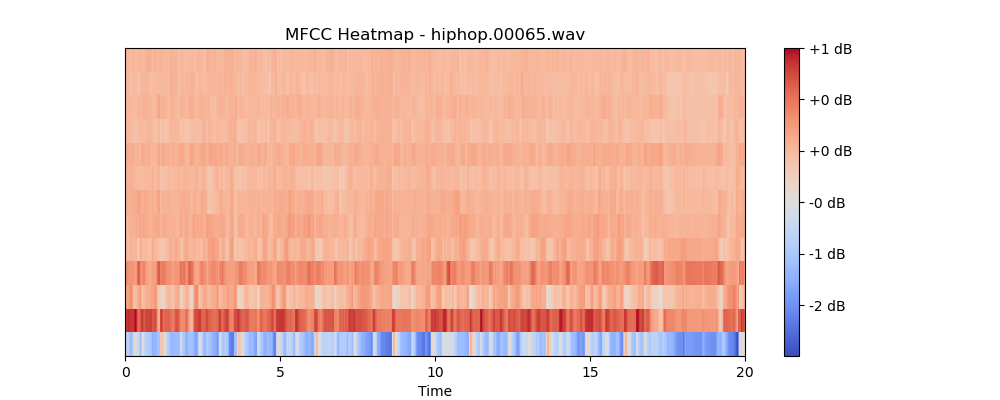 MFCC Heatmap - hiphop.00065.wav
+1 dB
+0 dB
+0 dB
-0 dB
-1 dB
-2 dB
0 5 10 15 20
Time